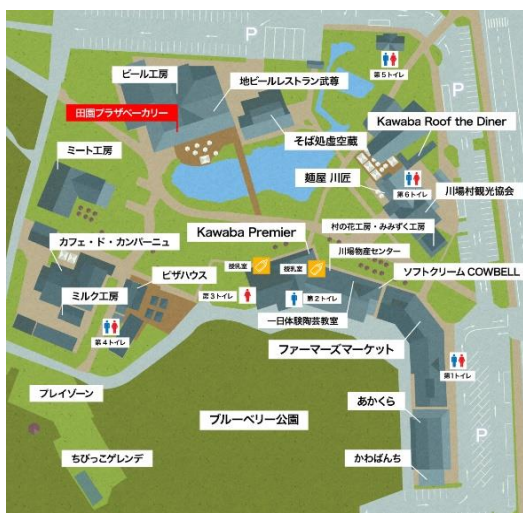 P
P
ビール工房
第5トイレ
地ビールレストラン武尊
田園プラザベーカリー
Kawaba Roof the Diner
そば処虚空蔵
ミート工房
麺屋 川匠
第6トイレ
川場村観光協会
村の花工房・みみずく工房
Kawaba Premier
カフェ・ド・カンパーニュ
川場物産センター
授乳室
授乳室
ピザハウス
ソフトクリーム COWBELL
ミルク工房
第3トイレ
第2トイレ
一日体験陶芸教室
第4トイレ
ファーマーズマーケット
第1トイレ
プレイゾーン
あかくら
ブルーベリー公園
P
ちびっこゲレンデ
かわばんち